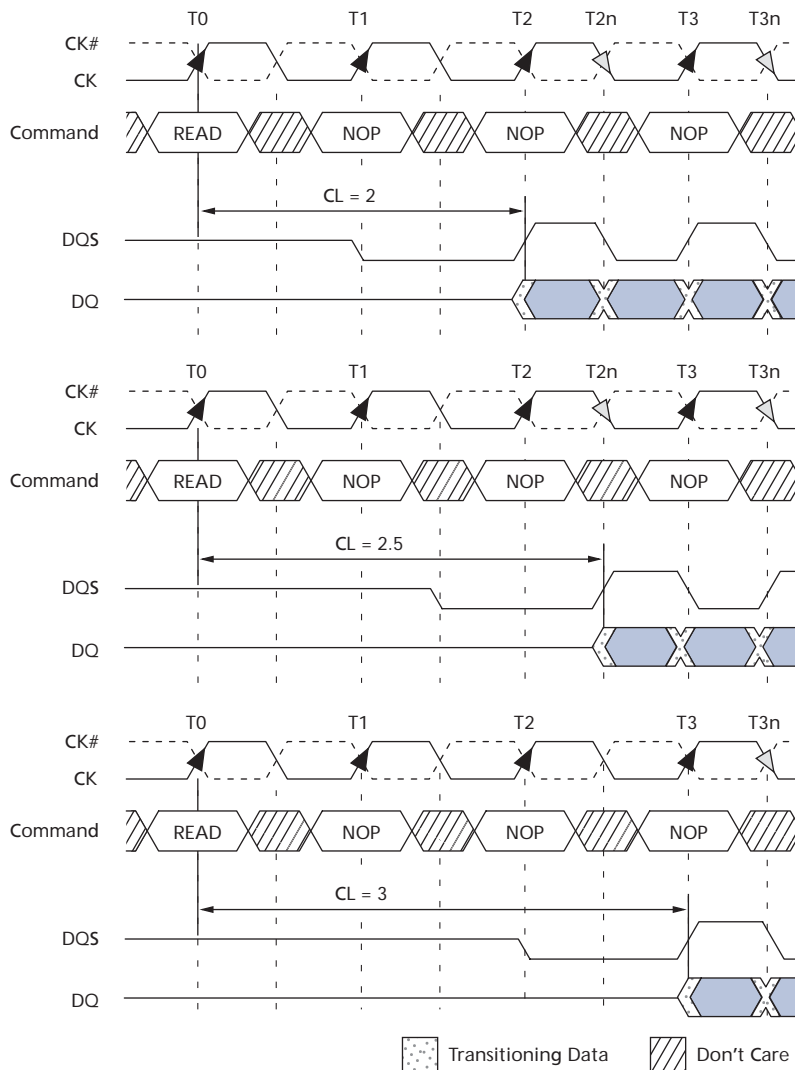 T0 T1 T2 T2n T3 T3n
CK#
CK
Command READ NOP NOP NOP
CL = 2
DQS
DQ
T0 T1 T2 T2n T3 T3n
CK#
CK
Command READ NOP NOP NOP
CL = 2.5
DQS
DQ
T0 T1 T2 T3 T3n
CK#
CK
Command READ NOP NOP NOP
CL = 3
DQS
DQ
Transitioning Data Don't Care